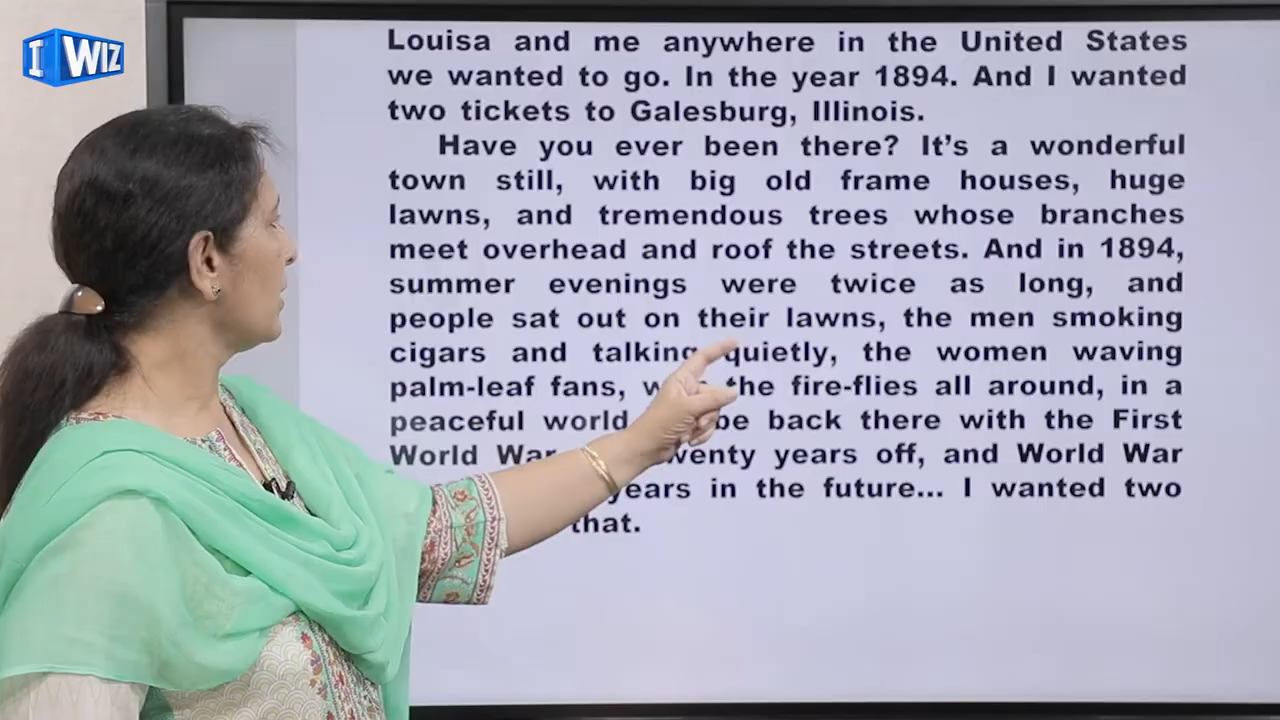 I WIZ
Louisa and me anywhere in the United States
we wanted to go. In the year 1894. And I wanted
two tickets to Galesburg, Illinois.
Have you ever been there? It's a wonderful
town still, with big old frame houses, huge
lawns, and tremendous trees whose branches
meet overhead and roof the streets. And in 1894,
summer evenings were twice as long, and
people sat out on their lawns, the men smoking
cigars and talking quietly, the women waving
palm-leaf fans, the fire-flies all around, in a
peaceful world be back there with the First
World War years off, and World War
years in the future... I wanted two
that.